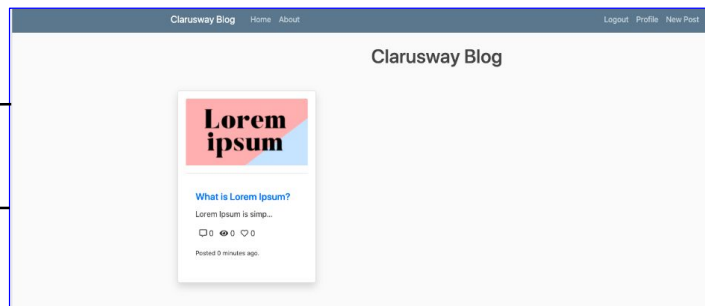 Clarusway Blog Home About Logout Profile New Post
Clarusway Blog
Lorem
ipsum
What is Lorem Ipsum?
Lorem Ipsum is simp...
0 0 0
Posted 0 minutes ago.